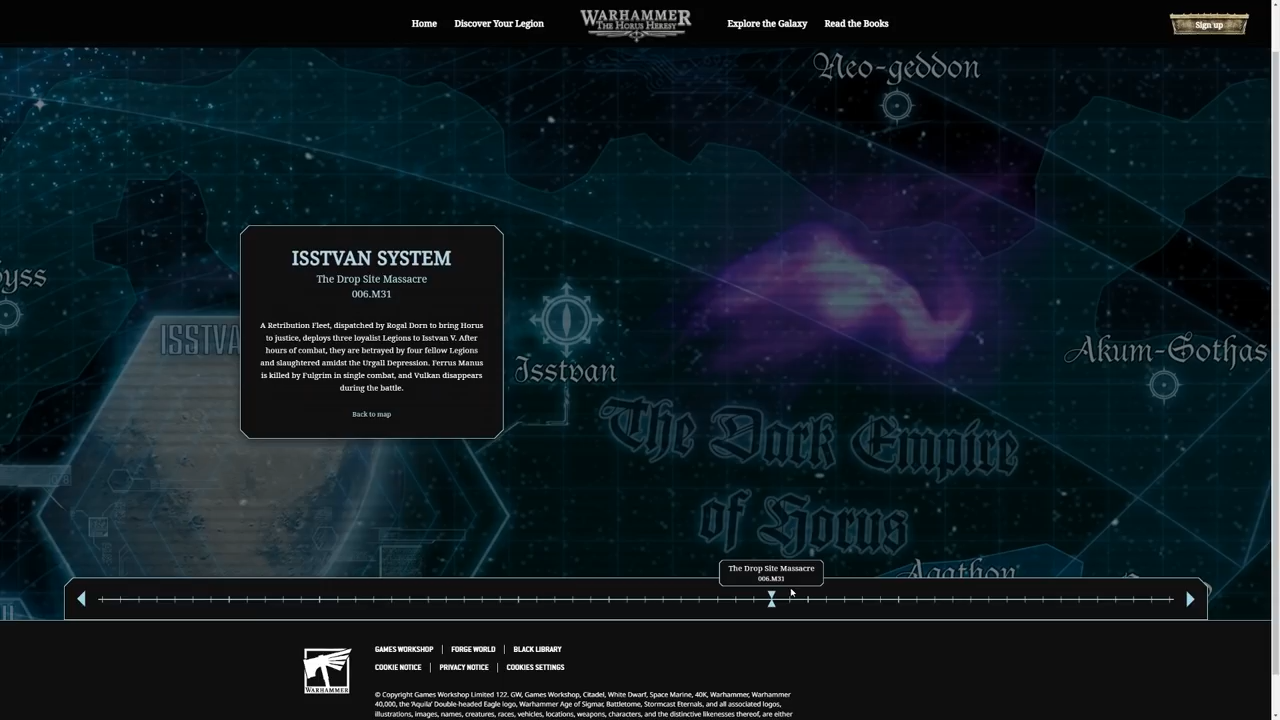 Home
Discover Your Legion
WARHAMMER
THE HORUS HERESY
Explore the Galaxy
Read the Books
Sign up
Neo-geddon
yss
ISSTVA
ISSTVAN SYSTEM
The Drop Site Massacre
006.M31
A Retribution Fleet, dispatched by Rogal Dorn to bring Horus
to justice, deploys three loyalist Legions to Isstvan V. After
hours of combat, they are betrayed by four fellow Legions
and slaughtered amidst the Urgall Depression. Ferrus Manus
is killed by Fulgrim in single combat, and Vulkan disappears
during the battle.
Back to map
Isstvan
Akum-Sothas
The Dark Empire
of Horus
Agathon
The Drop Site Massacre
006.M31
WARHAMMER
GAMES WORKSHOP
FORGE WORLD
BLACK LIBRARY
COOKIE NOTICE
PRIVACY NOTICE
COOKIES SETTINGS
© Copyright Games Workshop Limited 122. GW, Games Workshop, Citadel, White Dwarf, Space Marine, 40K, Warhammer, Warhammer
40,000, the 'Aquila' Double-headed Eagle logo, Warhammer Age of Sigmar, Battletome, Stormcast Eternals, and all associated logos,
illustrations, images, names, creatures, races, vehicles, locations, weapons, characters, and the distinctive likenesses thereof, are either